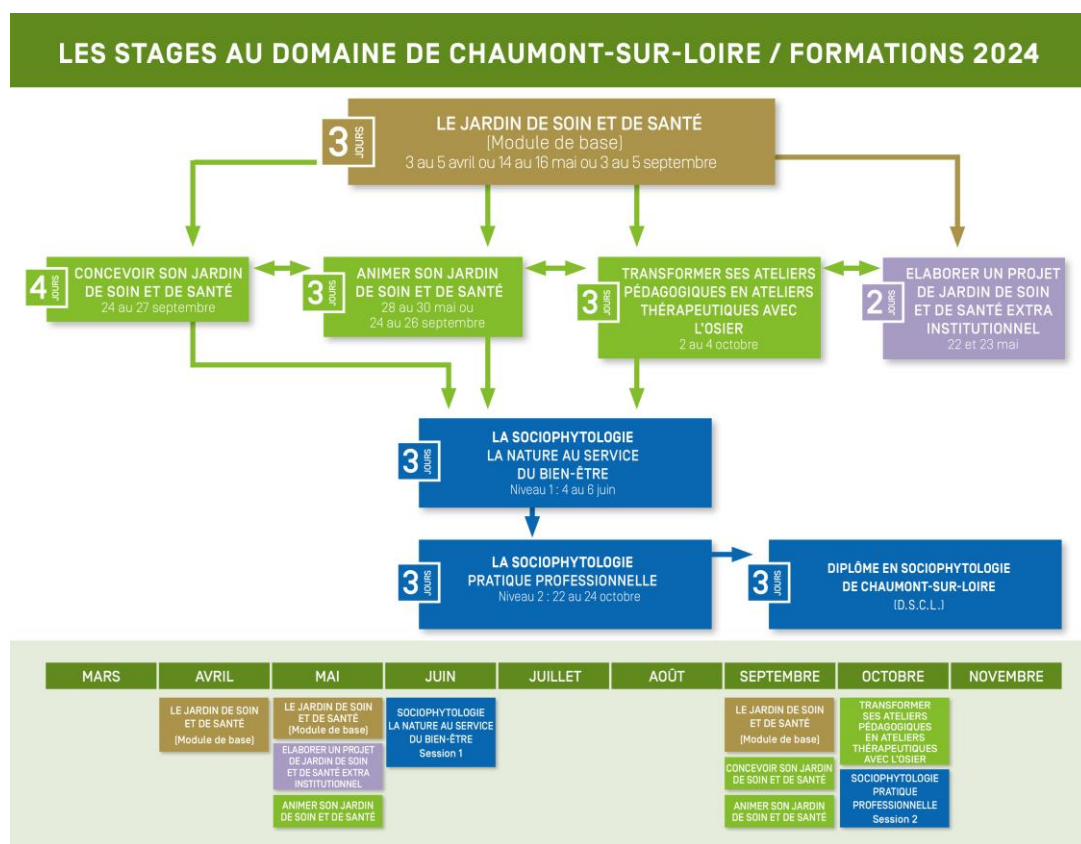 LES STAGES AU DOMAINE DE CHAUMONT-SUR-LOIRE / FORMATIONS 2024
3 JOURS
LE JARDIN DE SOIN ET DE SANTÉ
(Module de base)
3 au 5 avril ou 14 au 16 mai ou 3 au 5 septembre
4 JOURS
CONCEVOIR SON JARDIN
DE SOIN ET DE SANTÉ
24 au 27 septembre
3 JOURS
ANIMER SON JARDIN
DE SOIN ET DE SANTÉ
28 au 30 mai ou
24 au 26 septembre
3 JOURS
TRANSFORMER SES ATELIERS
PÉDAGOGIQUES EN ATELIERS
THÉRAPEUTIQUES AVEC
L'OSIER
2 au 4 octobre
2 JOURS
ELABORER UN PROJET
DE JARDIN DE SOIN
ET DE SANTÉ EXTRA
INSTITUTIONNEL
22 et 23 mai
3 JOURS
LA SOCIOPHYTOLOGIE
LA NATURE AU SERVICE
DU BIEN-ÊTRE
Niveau 1 : 4 au 6 juin
3 JOURS
LA SOCIOPHYTOLOGIE
PRATIQUE PROFESSIONNELLE
Niveau 2 : 22 au 24 octobre
3 JOURS
DIPLÔME EN SOCIOPHYTOLOGIE
DE CHAUMONT-SUR-LOIRE
(D.S.C.L.)
MARS AVRIL MAI JUIN JUILLET AOÛT SEPTEMBRE OCTOBRE NOVEMBRE
LE JARDIN DE SOIN
ET DE SANTÉ
(Module de base)
LE JARDIN DE SOIN
ET DE SANTÉ
(Module de base)
ELABORER UN PROJET
DE JARDIN DE SOIN
ET DE SANTÉ EXTRA
INSTITUTIONNEL
ANIMER SON JARDIN
DE SOIN ET DE SANTÉ
SOCIOPHYTOLOGIE
LA NATURE AU SERVICE
DU BIEN-ÊTRE
Session 1
LE JARDIN DE SOIN
ET DE SANTÉ
(Module de base)
CONCEVOIR SON JARDIN
DE SOIN ET DE SANTÉ
ANIMER SON JARDIN
DE SOIN ET DE SANTÉ
TRANSFORMER
SES ATELIERS
PÉDAGOGIQUES
EN ATELIERS
THÉRAPEUTIQUES
AVEC L'OSIER
SOCIOPHYTOLOGIE
PRATIQUE
PROFESSIONNELLE
Session 2